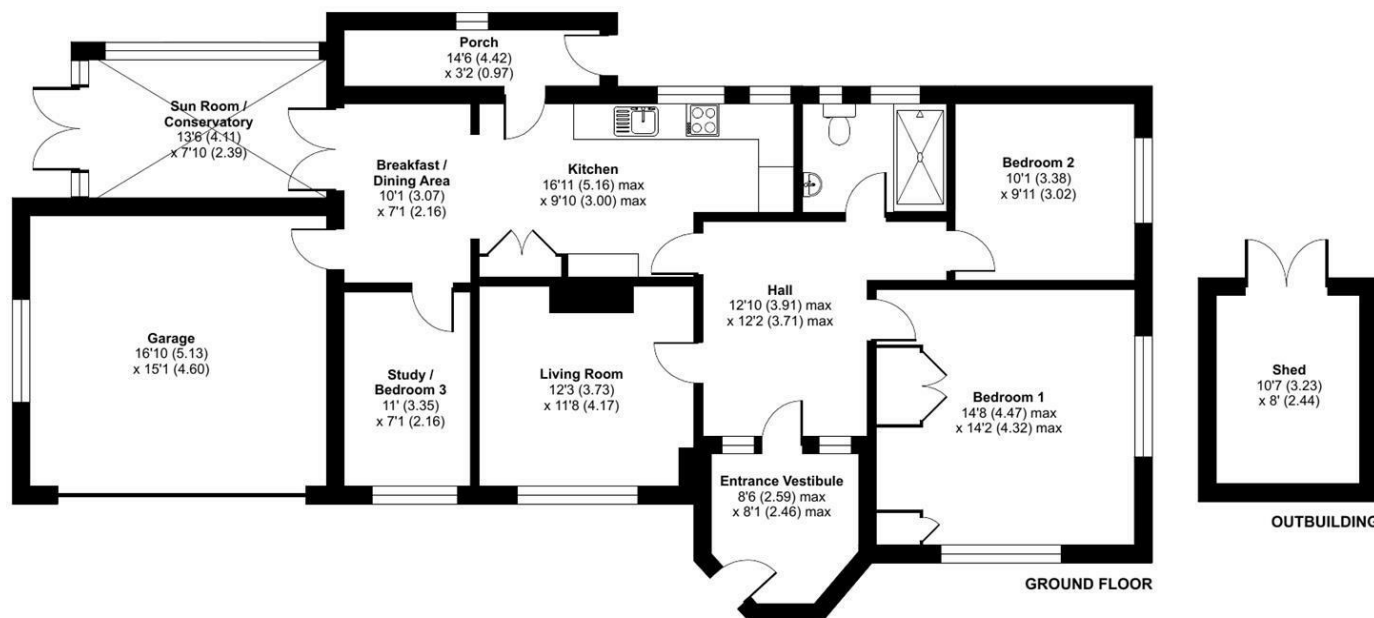 Porch
14'6 (4.42)
x 3'2 (0.97)
Sun Room /
Conservatory
13'6 (4.11)
x 7'10 (2.39)
Breakfast /
Dining Area
10'1 (3.07)
x 7'1 (2.16)
Kitchen
16'11 (5.16) max
x 9'10 (3.00) max
Bedroom 2
10'1 (3.38)
x 9'11 (3.02)
Hall
12'10 (3.91) max
x 12'2 (3.71) max
Garage
16'10 (5.13)
x 15'1 (4.60)
Study /
Bedroom 3
11' (3.35)
x 7'1 (2.16)
Living Room
12'3 (3.73)
x 11'8 (4.17)
Bedroom 1
14'8 (4.47) max
x 14'2 (4.32) max
Shed
10'7 (3.23)
x 8' (2.44)
Entrance Vestibule
8'6 (2.59) max
x 8'1 (2.46) max
OUTBUILDING
GROUND FLOOR